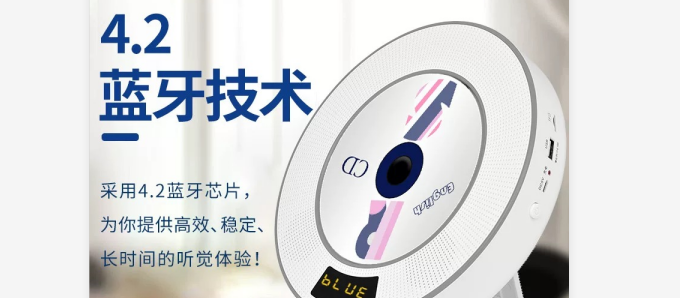 4.2
蓝牙技术
采用4.2蓝牙芯片，
为你提供高效、稳定、
长时间的听觉体验！
CD
English
bLUE